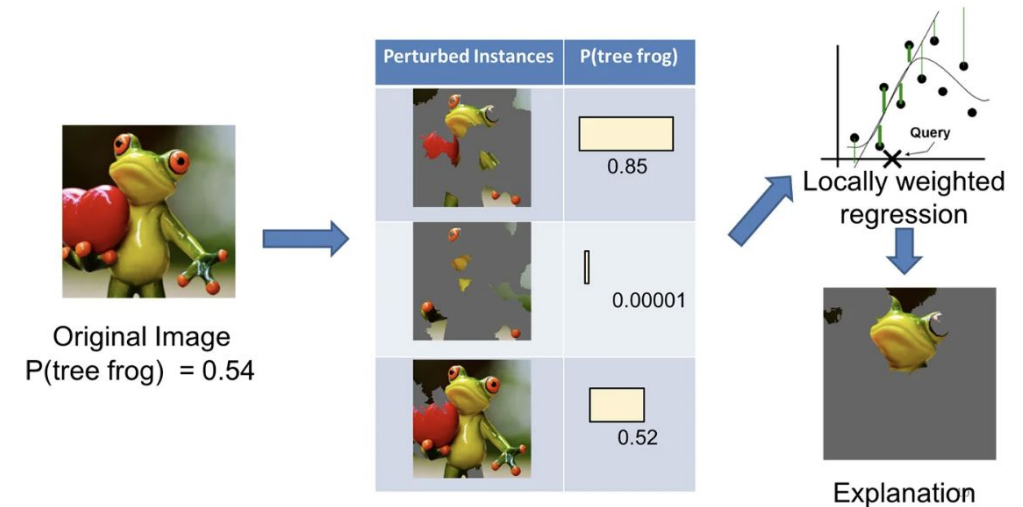 Original Image
P(tree frog) = 0.54
Perturbed Instances
P(tree frog)
0.85
0.00001
0.52
Query
Locally weighted
regression
Explanation